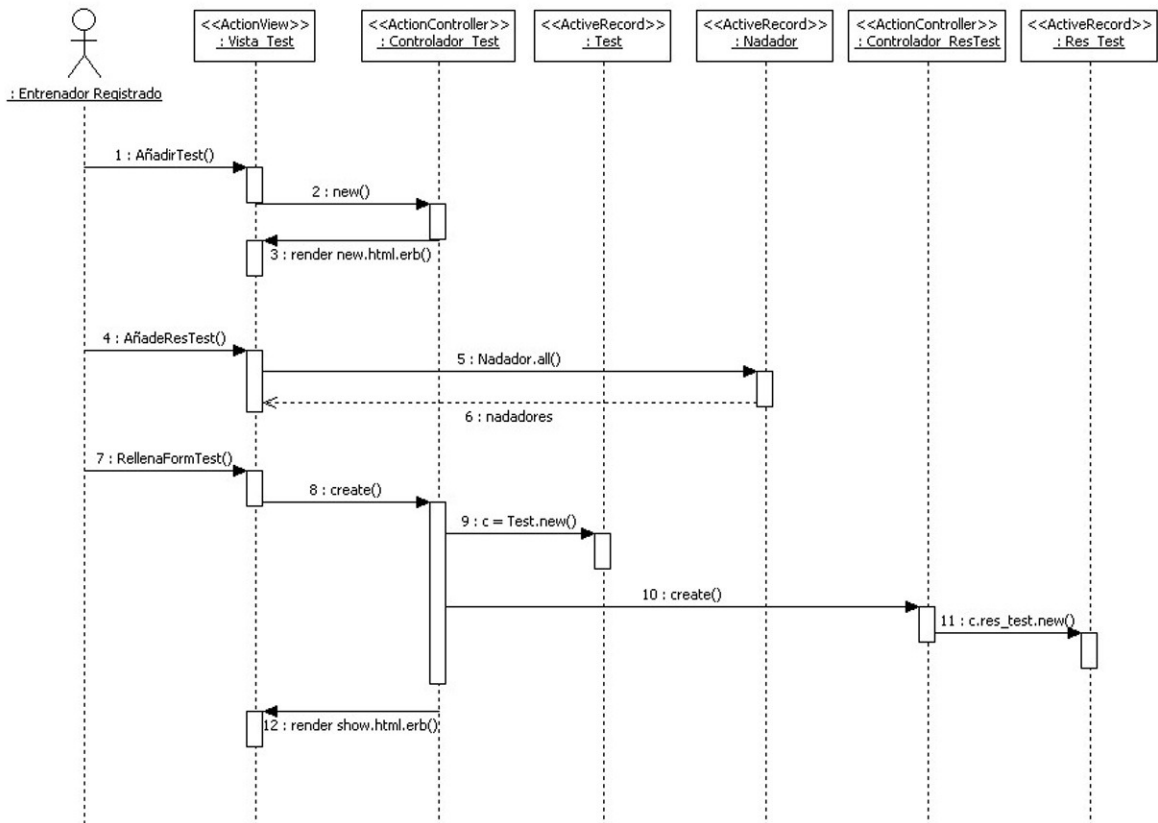 <<ActionView>>
: Vista_Test
<<ActionController>>
: Controlador_Test
<<ActiveRecord>>
: Test
<<ActiveRecord>>
: Nadador
<<ActionController>>
: Controlador_ResTest
<<ActiveRecord>>
: Res_Test
: Entrenador Registrado
1 : AñadirTest()
2 : new()
3 : render new.html.erb()
4 : AñadeResTest()
5 : Nadador.all()
6 : nadadores
7 : RellenaFormTest()
8 : create()
9 : c = Test.new()
10 : create()
11 : c.res_test.new()
12 : render show.html.erb()